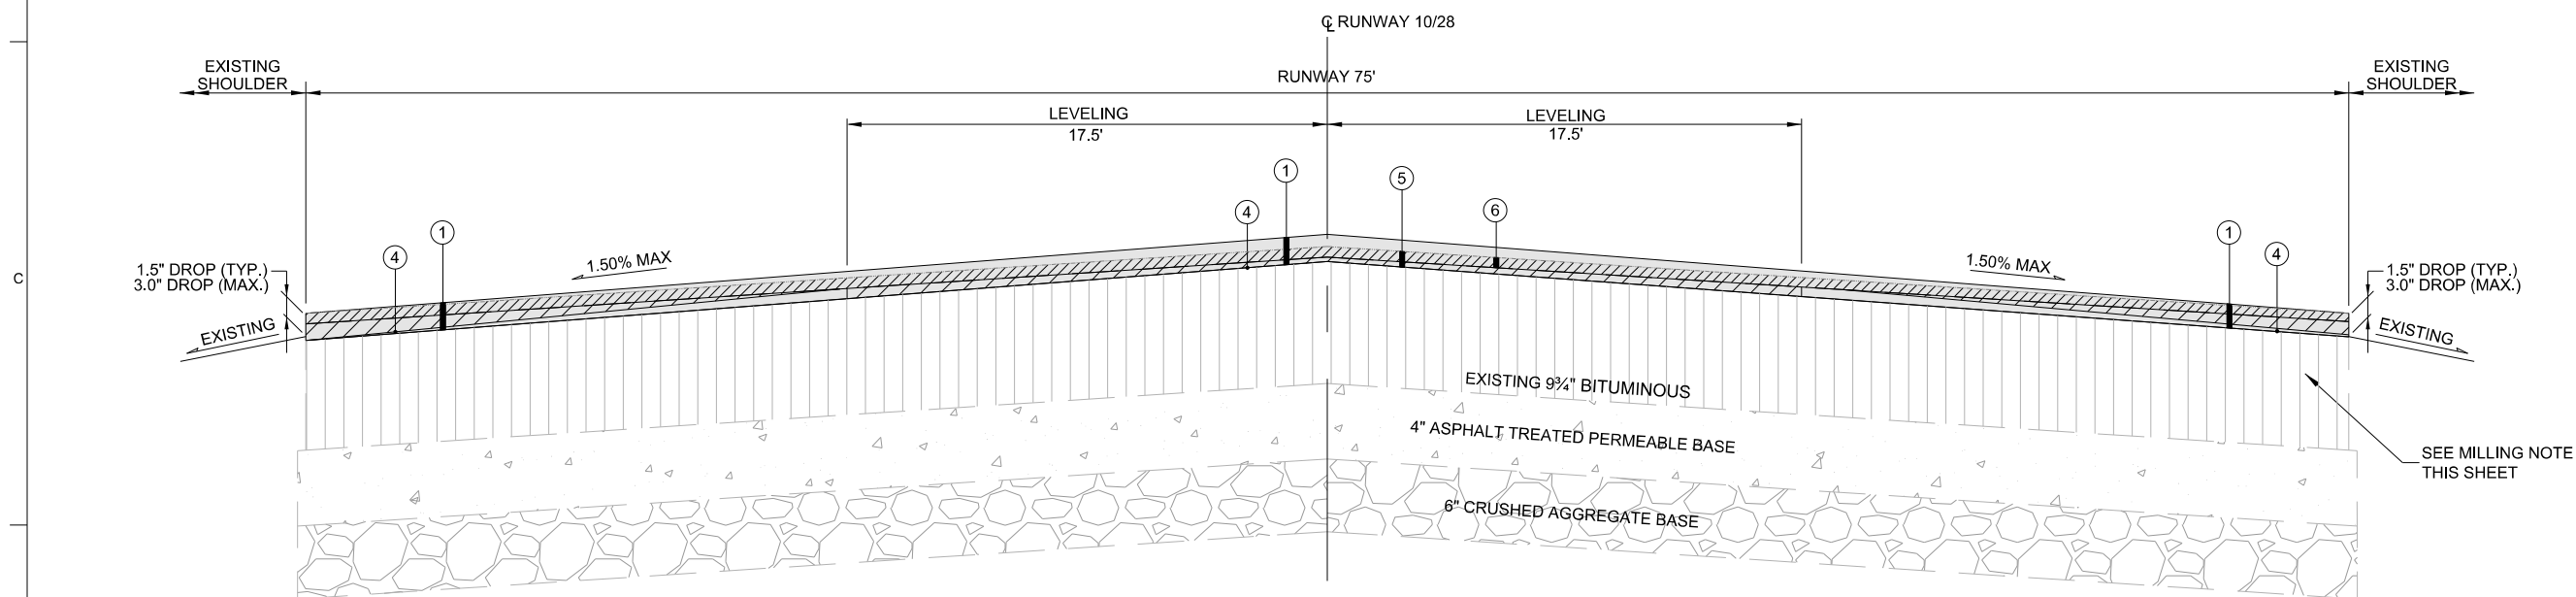 ℄ RUNWAY 10/28
EXISTING
SHOULDER
RUNWAY 75'
EXISTING
SHOULDER
LEVELING
17.5'
LEVELING
17.5'
1
5
4
6
4
1
1
4
1.50% MAX
1.50% MAX
1.5" DROP (TYP.)
3.0" DROP (MAX.)
C
1.5" DROP (TYP.)
3.0" DROP (MAX.)
EXISTING
EXISTING
EXISTING 9¾" BITUMINOUS
4" ASPHALT TREATED PERMEABLE BASE
SEE MILLING NOTE
THIS SHEET
6" CRUSHED AGGREGATE BASE